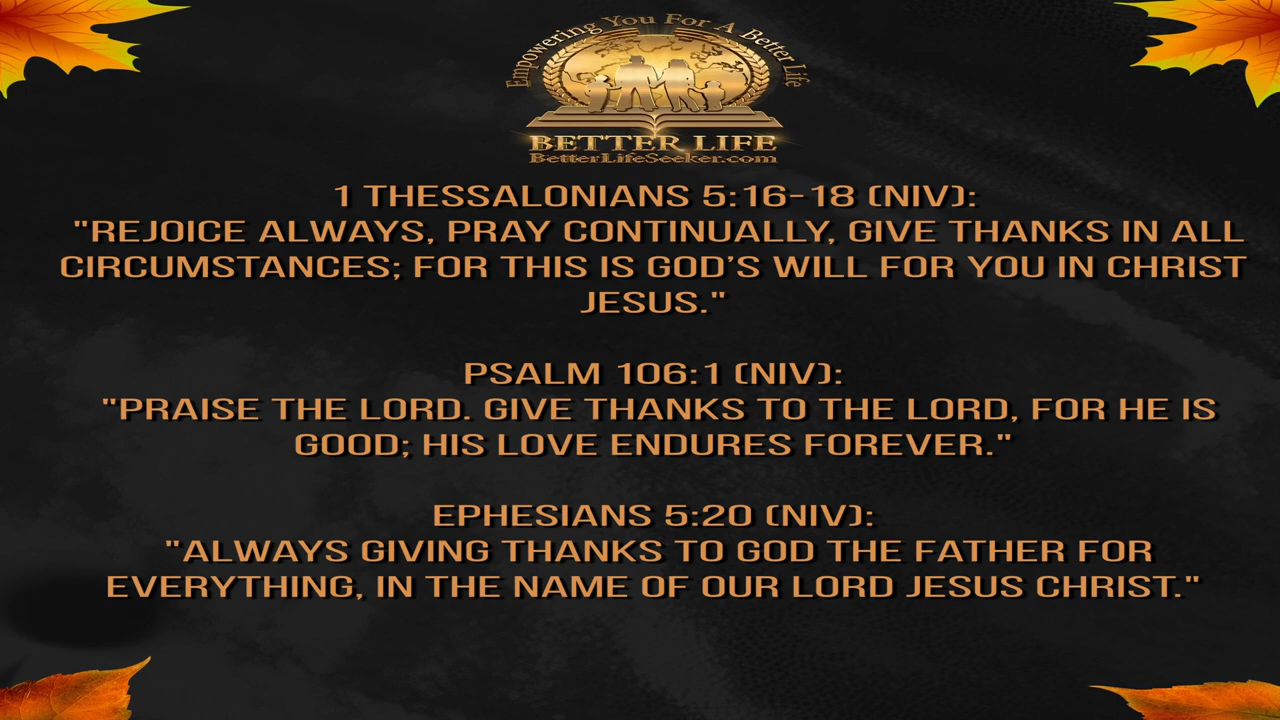 Empowering You For A Better Life
BETTER LIFE
BetterLifeSeeker.com
1 THESSALONIANS 5:16-18 (NIV):
"REJOICE ALWAYS, PRAY CONTINUALLY, GIVE THANKS IN ALL
CIRCUMSTANCES; FOR THIS IS GOD’S WILL FOR YOU IN CHRIST
JESUS."
PSALM 106:1 (NIV):
"PRAISE THE LORD. GIVE THANKS TO THE LORD, FOR HE IS
GOOD; HIS LOVE ENDURES FOREVER."
EPHESIANS 5:20 (NIV):
"ALWAYS GIVING THANKS TO GOD THE FATHER FOR
EVERYTHING, IN THE NAME OF OUR LORD JESUS CHRIST."